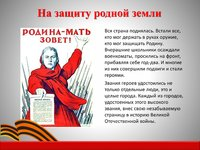 На защиту родной земли
РОДИНА-МАТЬ
ЗОВЕТ!
Вся страна поднялась. Встали все,
кто мог держать в руках оружие,
кто мог защищать Родину.
Вчерашние школьники осаждали
военкоматы, просились на фронт,
прибавляя себе год-два. И многие
из них совершили подвиги и стали
героями.
Звания героев удостоились не
только отдельные люди, это и
целые города. Каждый из городов,
удостоенных этого высокого
звания, внес свою незабываемую
страницу в историю Великой
Отечественной войны.